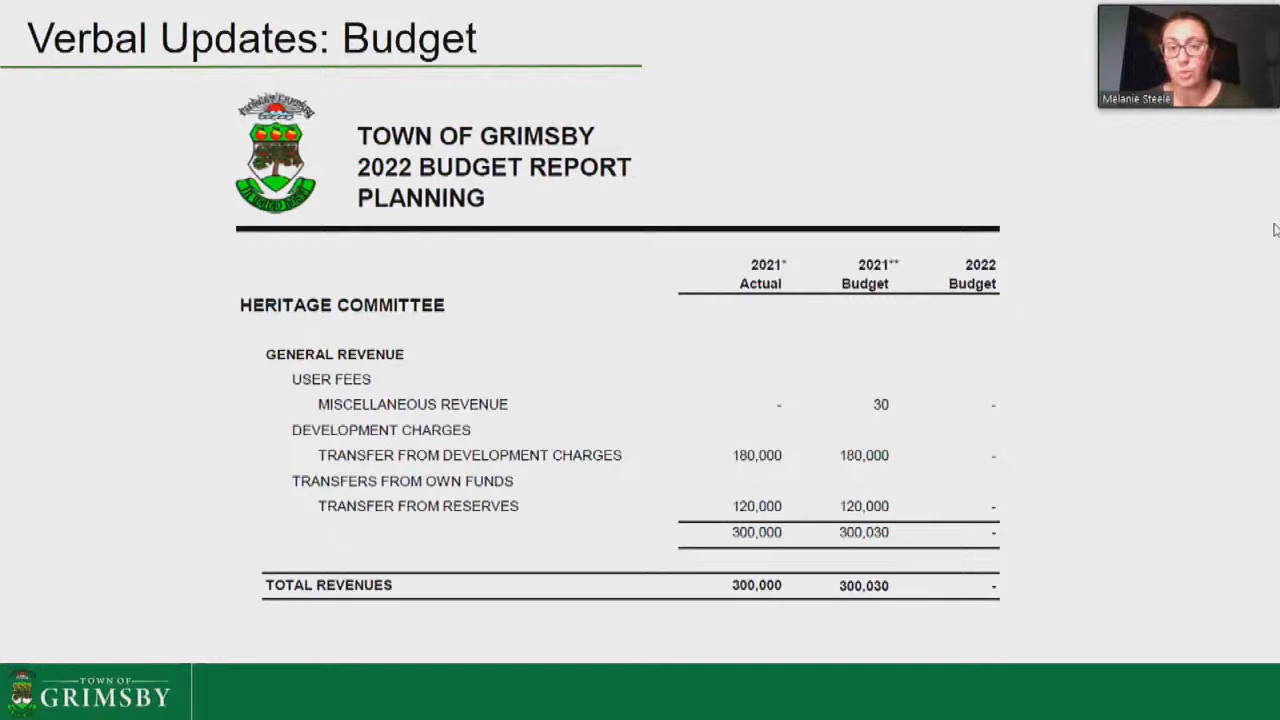 Verbal Updates: Budget
Melanie Steele
TOWN OF GRIMSBY
2022 BUDGET REPORT
PLANNING
2021* 2021** 2022
Actual Budget Budget
HERITAGE COMMITTEE
GENERAL REVENUE
USER FEES
MISCELLANEOUS REVENUE - 30 -
DEVELOPMENT CHARGES
TRANSFER FROM DEVELOPMENT CHARGES 180,000 180,000 -
TRANSFERS FROM OWN FUNDS
TRANSFER FROM RESERVES 120,000 120,000 -
300,000 300,030 -
TOTAL REVENUES 300,000 300,030 -
TOWN OF
GRIMSBY